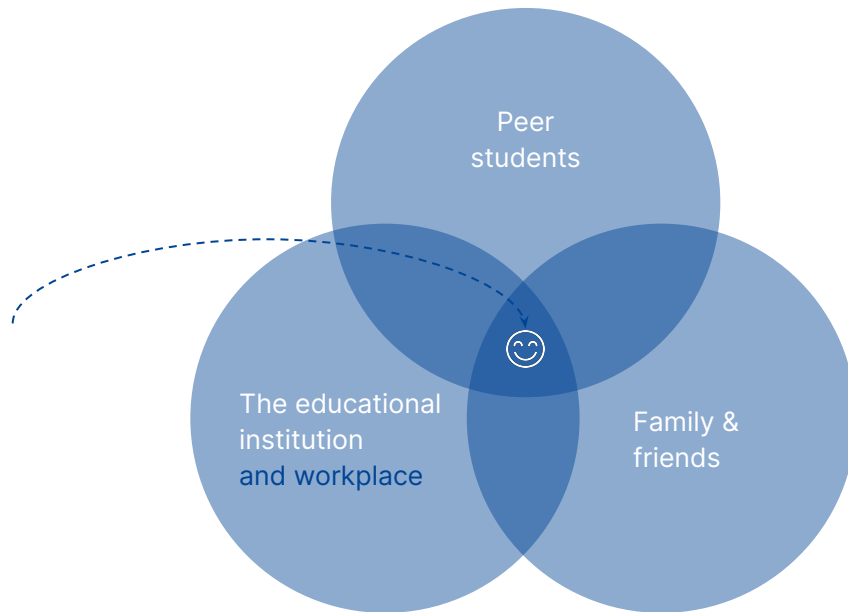 Peer
students
The educational
institution
and workplace
Family &
friends